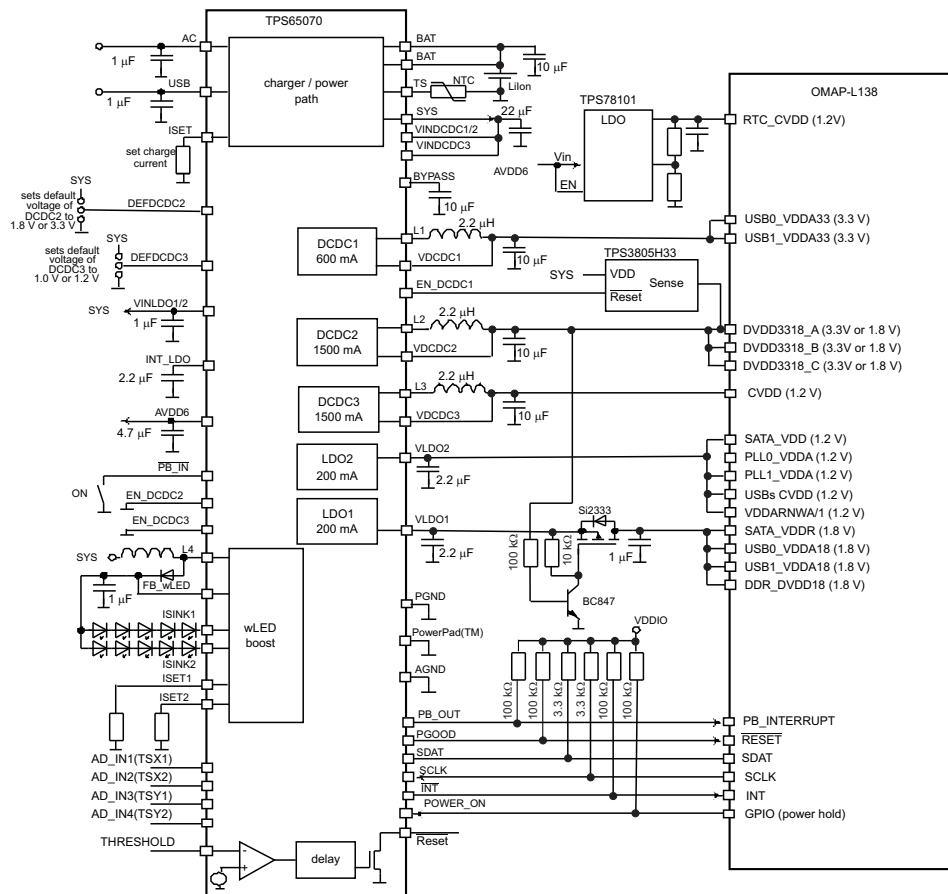 TPS65070
AC
1 µF
USB
1 µF
ISET
set charge
current
SYS
sets default
voltage of
DCDC2 to
1.8 V or 3.3 V
DEFDCDC2
SYS
sets default
voltage of
DCDC3 to
1.0 V or 1.2 V
DEFDCDC3
SYS
VINLDO1/2
1 µF
INT_LDO
2.2 µF
AVDD6
4.7 µF
PB_IN
ON
EN_DCDC2
EN_DCDC3
SYS
L4
FB_wLED
1 µF
ISINK1
ISINK2
ISET1
ISET2
AD_IN1(TSX1)
AD_IN2(TSX2)
AD_IN3(TSY1)
AD_IN4(TSY2)
THRESHOLD
charger / power
path
DCDC1
600 mA
DCDC2
1500 mA
DCDC3
1500 mA
LDO2
200 mA
LDO1
200 mA
wLED
boost
-
+
delay
BAT
BAT
10 µF
TS
NTC
LiIon
SYS
22 µF
VINDCDC1/2
VINDCDC3
BYPASS
10 µF
L1
2.2 µH
VDCDC1
10 µF
EN_DCDC1
L2
2.2 µH
VDCDC2
10 µF
L3
2.2 µH
VDCDC3
10 µF
VLDO2
2.2 µF
VLDO1
2.2 µF
PGND
PowerPad(TM)
AGND
PB_OUT
PGOOD
SDAT
SCLK
INT
POWER_ON
Reset
TPS78101
LDO
Vin
AVDD6
EN
TPS3805H33
SYS
VDD
Sense
Reset
100 kΩ
10 kΩ
Si2333
1 µF
BC847
VDDIO
100 kΩ
100 kΩ
3.3 kΩ
3.3 kΩ
100 kΩ
100 kΩ
OMAP-L138
RTC_CVDD (1.2V)
USB0_VDDA33 (3.3 V)
USB1_VDDA33 (3.3 V)
DVDD3318_A (3.3V or 1.8 V)
DVDD3318_B (3.3V or 1.8 V)
DVDD3318_C (3.3V or 1.8 V)
CVDD (1.2 V)
SATA_VDD (1.2 V)
PLL0_VDDA (1.2 V)
PLL1_VDDA (1.2 V)
USBs CVDD (1.2 V)
VDDARNWA/1 (1.2 V)
SATA_VDDR (1.8 V)
USB0_VDDA18 (1.8 V)
USB1_VDDA18 (1.8 V)
DDR_DVDD18 (1.8 V)
PB_INTERRUPT
RESET
SDAT
SCLK
INT
GPIO (power hold)